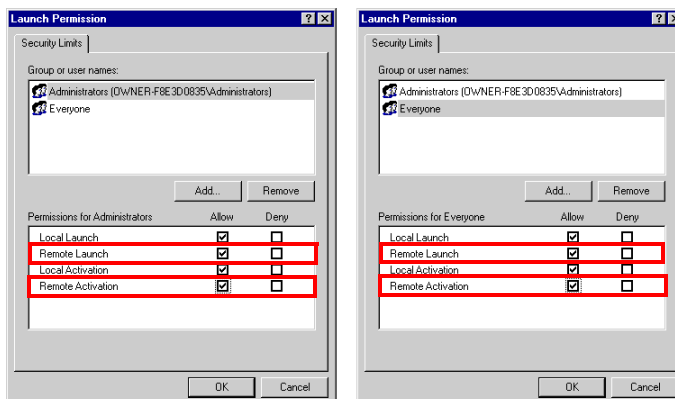 Launch Permission
Security Limits
Group or user names:
Administrators (OWNER-F8E3D0835\Administrators)
Everyone
Add... Remove
Permissions for Administrators Allow Deny
Local Launch
Remote Launch
Local Activation
Remote Activation
OK Cancel
Launch Permission
Security Limits
Group or user names:
Administrators (OWNER-F8E3D0835\Administrators)
Everyone
Add... Remove
Permissions for Everyone Allow Deny
Local Launch
Remote Launch
Local Activation
Remote Activation
OK Cancel